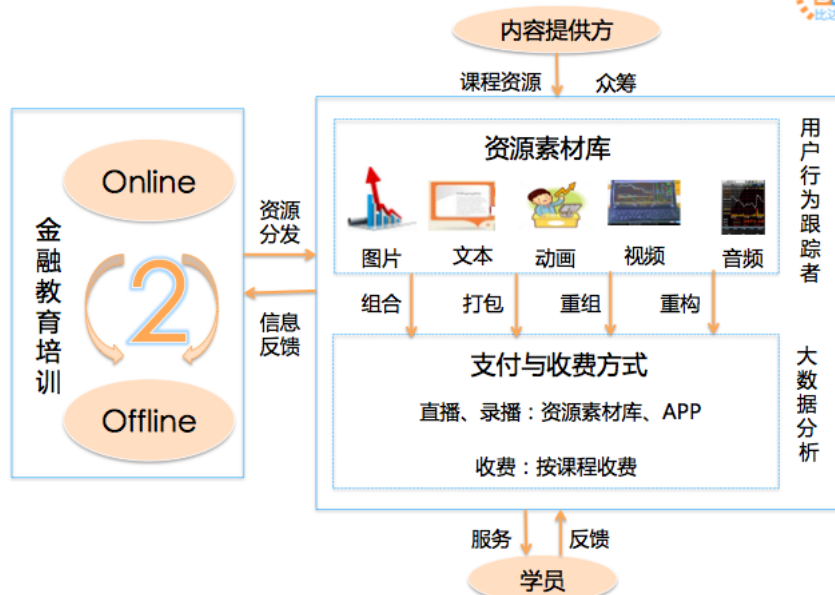 内容提供方
课程资源
众筹
Online
2
Offline
金融教育培训
资源
分发
信息
反馈
资源素材库
图片
文本
动画
视频
音频
组合
打包
重组
重构
支付与收费方式
直播、录播：资源素材库、APP
收费：按课程收费
用户行为跟踪者
大数据分析
服务
反馈
学员